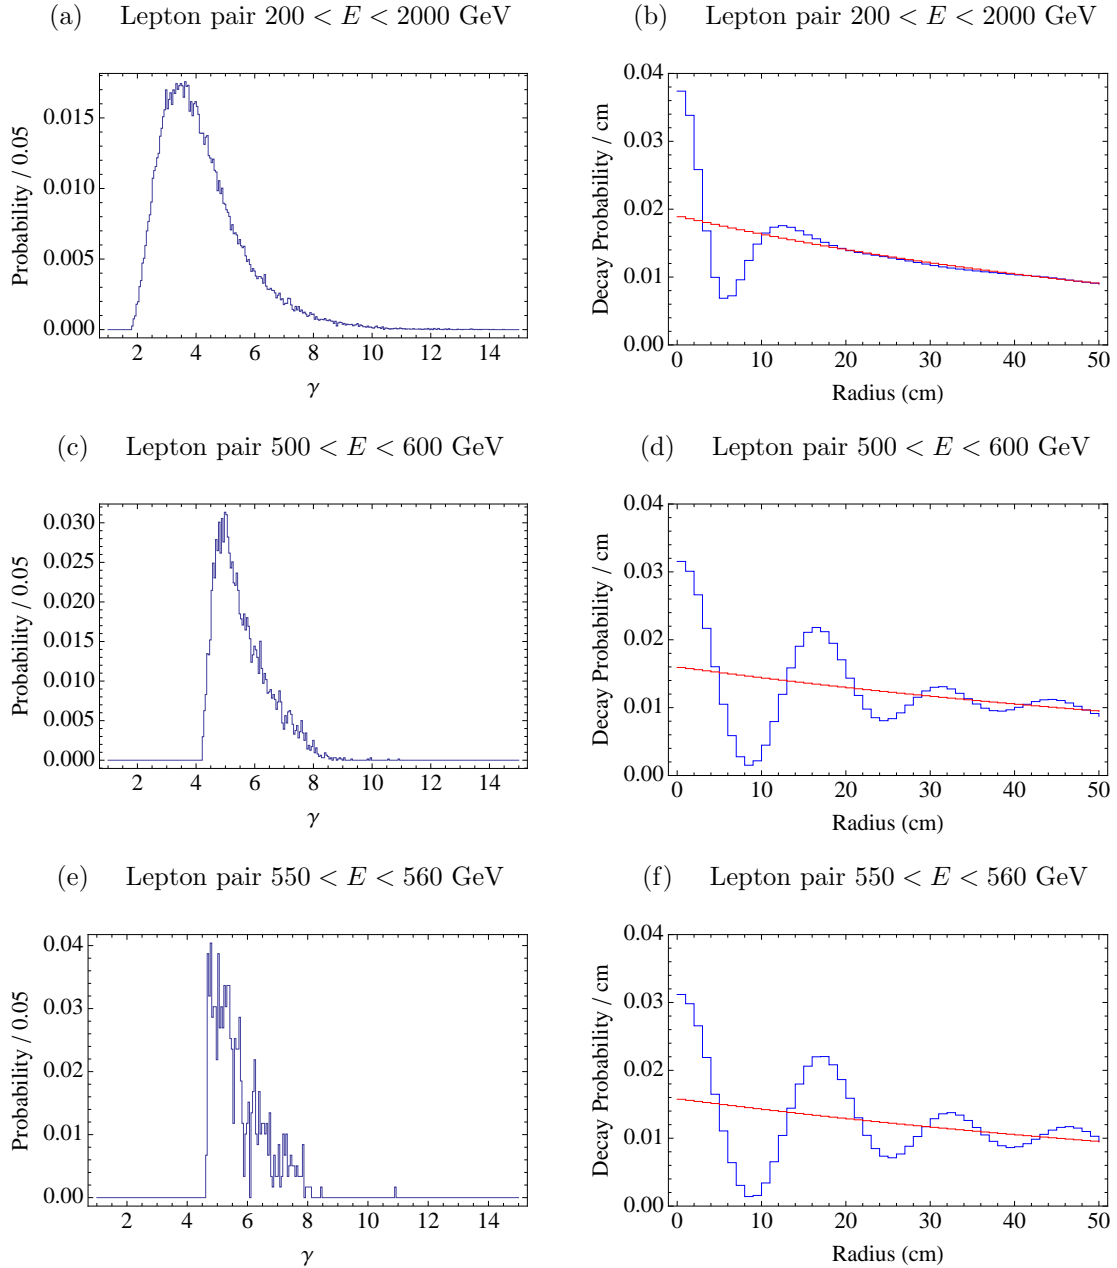 (a) Lepton pair 200 < E < 2000 GeV
(b) Lepton pair 200 < E < 2000 GeV
Probability / 0.05
0.015
0.010
0.005
0.000
2 4 6 8 10 12 14
γ
Decay Probability / cm
0.04
0.03
0.02
0.01
0.00
0 10 20 30 40 50
Radius (cm)
(c) Lepton pair 500 < E < 600 GeV
(d) Lepton pair 500 < E < 600 GeV
Probability / 0.05
0.030
0.025
0.020
0.015
0.010
0.005
0.000
2 4 6 8 10 12 14
γ
Decay Probability / cm
0.04
0.03
0.02
0.01
0.00
0 10 20 30 40 50
Radius (cm)
(e) Lepton pair 550 < E < 560 GeV
(f) Lepton pair 550 < E < 560 GeV
Probability / 0.05
0.04
0.03
0.02
0.01
0.00
2 4 6 8 10 12 14
γ
Decay Probability / cm
0.04
0.03
0.02
0.01
0.00
0 10 20 30 40 50
Radius (cm)